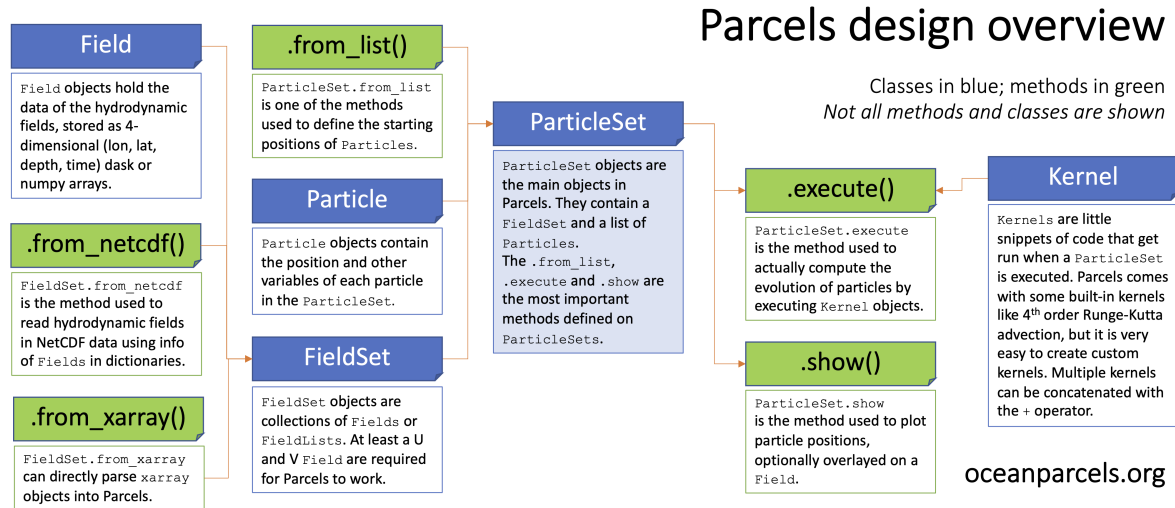 Parcels design overview
Classes in blue; methods in green
Not all methods and classes are shown
Field
Field objects hold the
data of the hydrodynamic
fields, stored as 4-
dimensional (lon, lat,
depth, time) dask or
numpy arrays.
.from_netcdf()
FieldSet.from_netcdf
is the method used to
read hydrodynamic fields
in NetCDF data using info
of Fields in dictionaries.
.from_xarray()
FieldSet.from_xarray
can directly parse xarray
objects into Parcels.
.from_list()
ParticleSet.from_list
is one of the methods
used to define the starting
positions of Particles.
Particle
Particle objects contain
the position and other
variables of each particle
in the ParticleSet.
FieldSet
FieldSet objects are
collections of Fields or
FieldLists. At least a U
and V Field are required
for Parcels to work.
ParticleSet
ParticleSet objects are
the main objects in
Parcels. They contain a
FieldSet and a list of
Particles.
The .from_list,
.execute and .show are
the most important
methods defined on
ParticleSets.
.execute()
ParticleSet.execute
is the method used to
actually compute the
evolution of particles by
executing Kernel objects.
.show()
ParticleSet.show
is the method used to plot
particle positions,
optionally overlayed on a
Field.
Kernel
Kernels are little
snippets of code that get
run when a ParticleSet
is executed. Parcels comes
with some built-in kernels
like 4th order Runge-Kutta
advection, but it is very
easy to create custom
kernels. Multiple kernels
can be concatenated with
the + operator.
oceanparcels.org